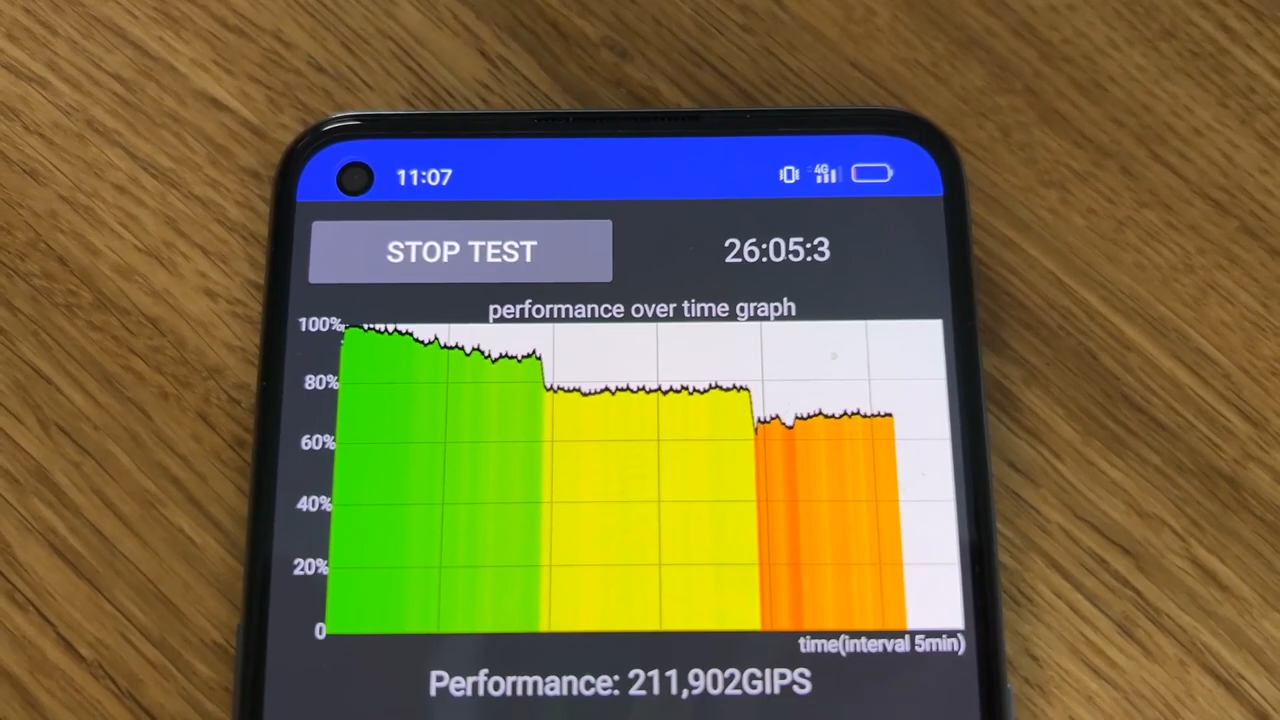 11:07
4G
STOP TEST
26:05:3
performance over time graph
100%
80%
60%
40%
20%
0
time(interval 5min)
Performance: 211,902GIPS